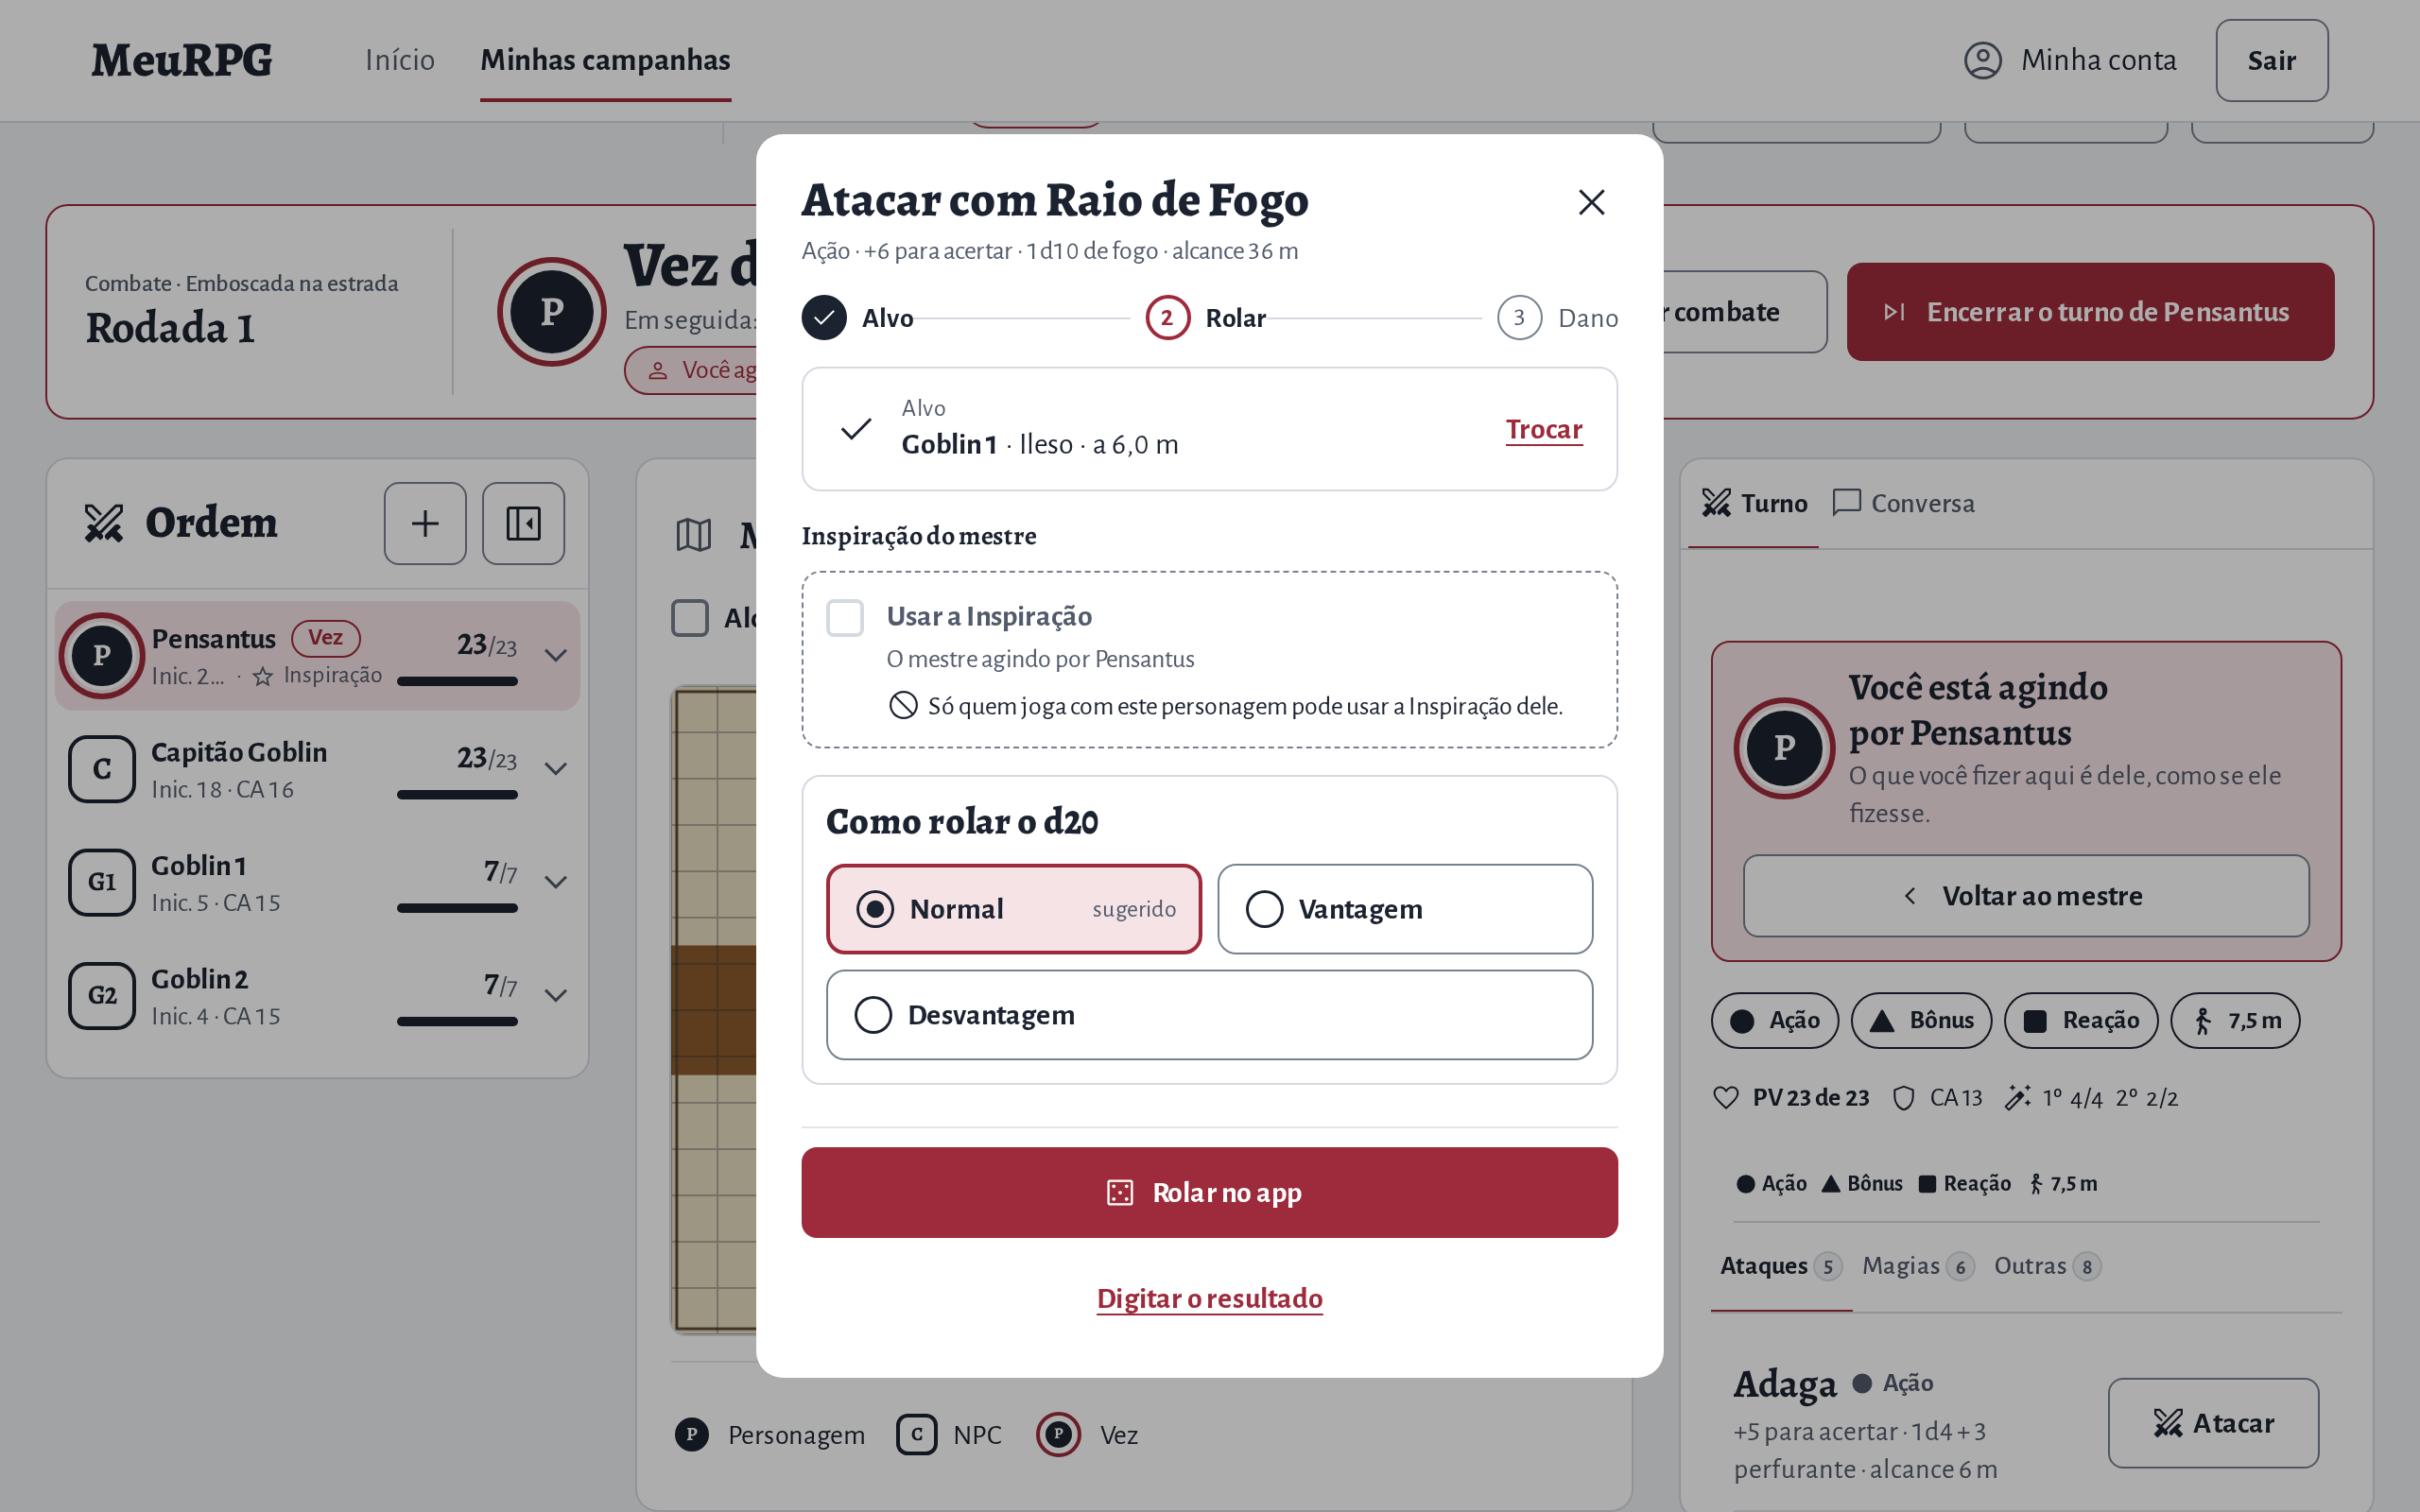 MeuRPG
Início
Minhas campanhas
Minha conta
Sair
Combate · Emboscada na estrada
Rodada 1
P
Vez d
Em seguida:
Você ag
r combate
Encerrar o turno de Pensantus
Atacar com Raio de Fogo
Ação · +6 para acertar · 1d10 de fogo · alcance 36 m
Alvo
2 Rolar
3 Dano
Alvo
Goblin 1 · Ileso · a 6,0 m
Trocar
Inspiração do mestre
Usar a Inspiração
O mestre agindo por Pensantus
Só quem joga com este personagem pode usar a Inspiração dele.
Como rolar o d20
Normal sugerido
Vantagem
Desvantagem
Rolar no app
Digitar o resultado
Ordem
P
Pensantus Vez 23/23
Inic. 2... · Inspiração
C
Capitão Goblin 23/23
Inic. 18 · CA 16
G1
Goblin 1 7/7
Inic. 5 · CA 15
G2
Goblin 2 7/7
Inic. 4 · CA 15
P Personagem
C NPC
P Vez
Turno
Conversa
P
Você está agindo
por Pensantus
O que você fizer aqui é dele, como se ele
fizesse.
Voltar ao mestre
Ação
Bônus
Reação
7,5 m
PV 23 de 23
CA 13
1º 4/4 2º 2/2
Ação Bônus Reação 7,5 m
Ataques 5
Magias 6
Outras 8
Adaga Ação
+5 para acertar · 1d4 + 3
perfurante · alcance 6 m
Atacar